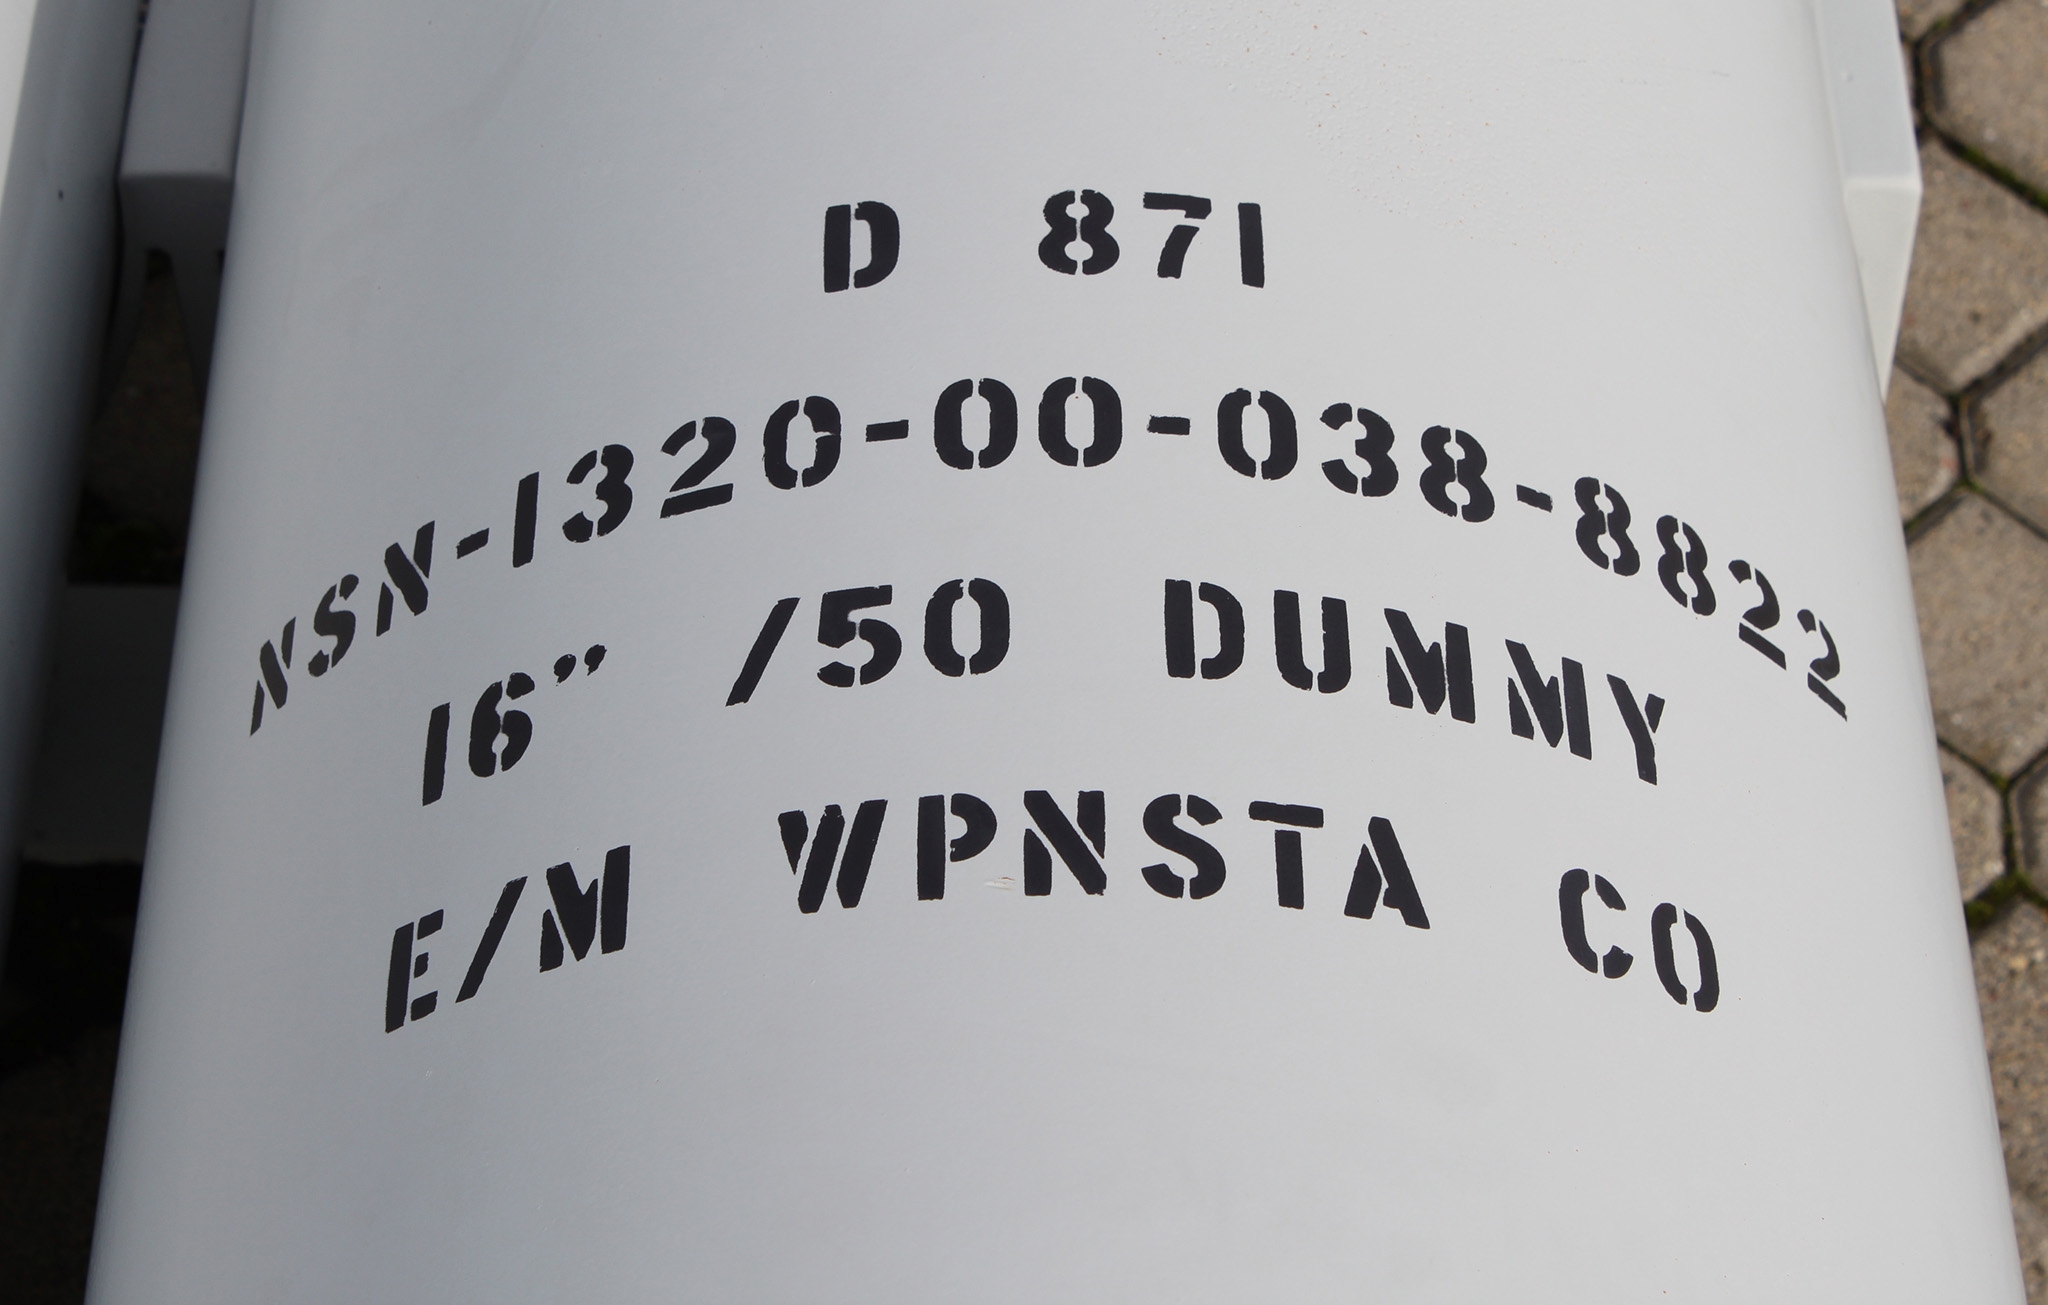 D 871
NSN-1320-00-038-8822
16” /50 DUMMY
E/M WPNSTA CO